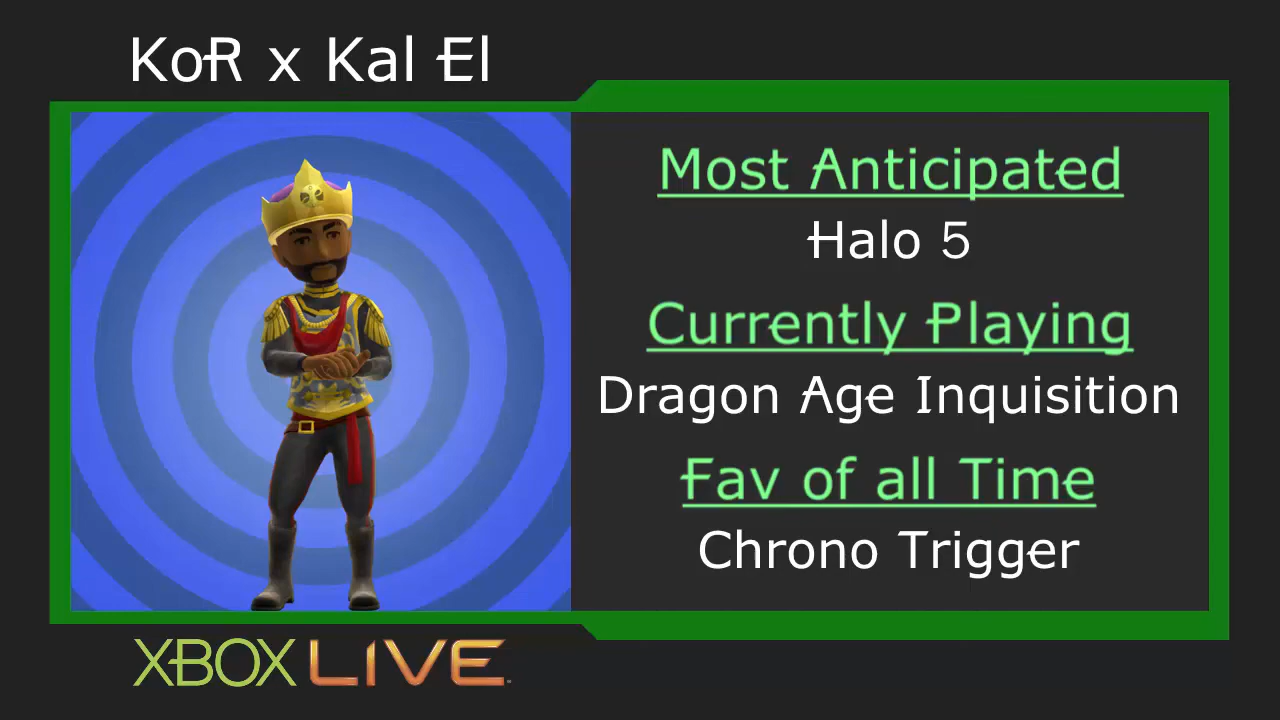 KoR x Kal El
Most Anticipated
Halo 5
Currently Playing
Dragon Age Inquisition
Fav of all Time
Chrono Trigger
XBOX LIVE